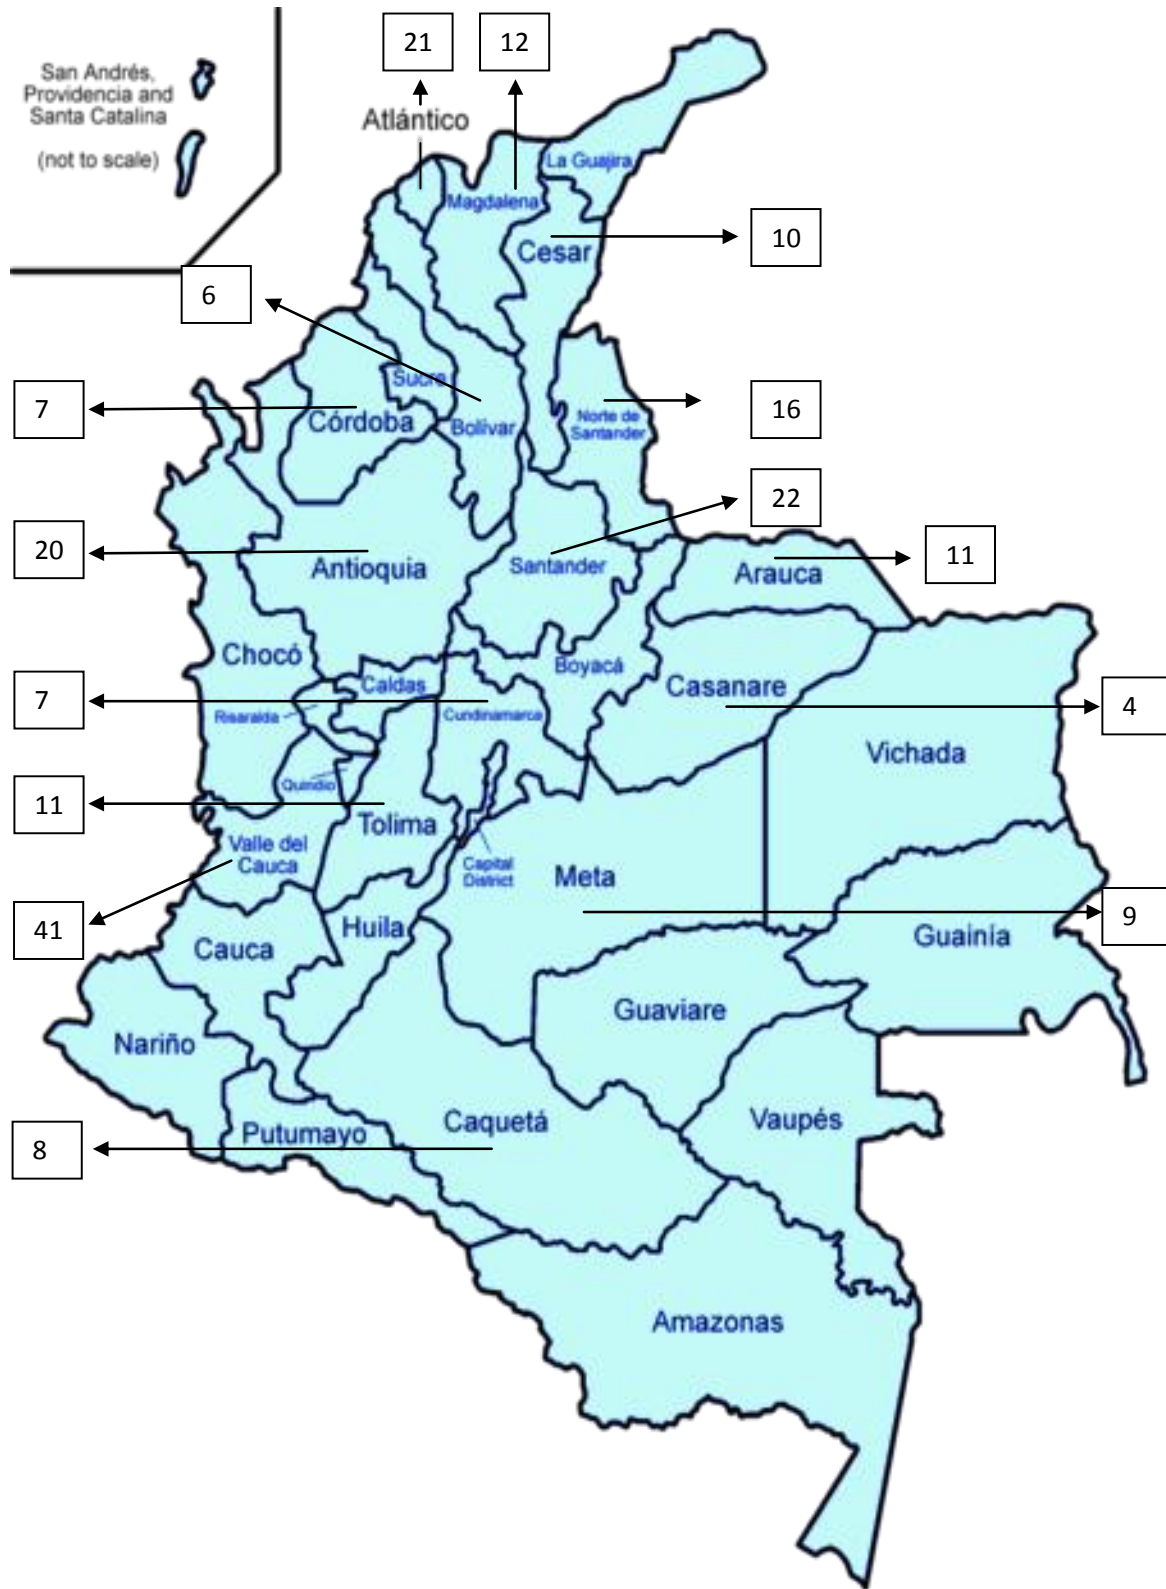 21
12
San Andrés,
Providencia and
Santa Catalina
(not to scale)
Atlántico
La Guajira
Magdalena
10
Cesar
6
Sucre
7
Córdoba
Bolívar
Norte de
Santander
16
22
20
Antioquia
Santander
Arauca
11
Chocó
Boyacá
Caldas
Casanare
7
Risaralda
Cundinamarca
4
Vichada
Quindio
11
Tolima
Valle del
Cauca
Capital
District
Meta
41
Huila
9
Cauca
Guainía
Guaviare
Nariño
Caquetá
Vaupés
Putumayo
8
Amazonas